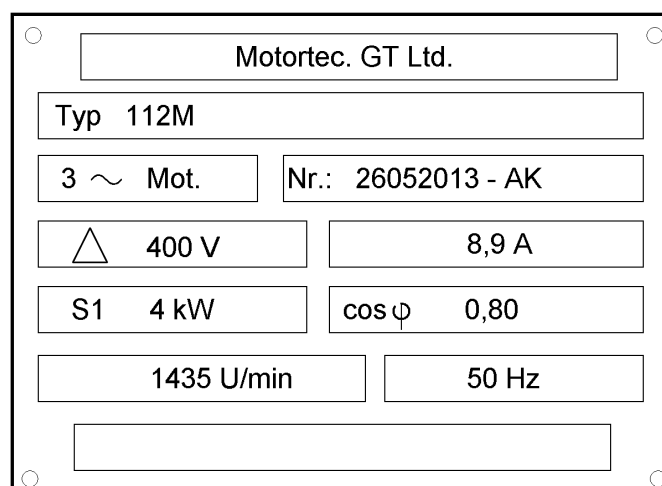 Motortec. GT Ltd.
Typ 112M
3 ~ Mot. Nr.: 26052013 - AK
△ 400 V 8,9 A
S1 4 kW cos φ 0,80
1435 U/min 50 Hz